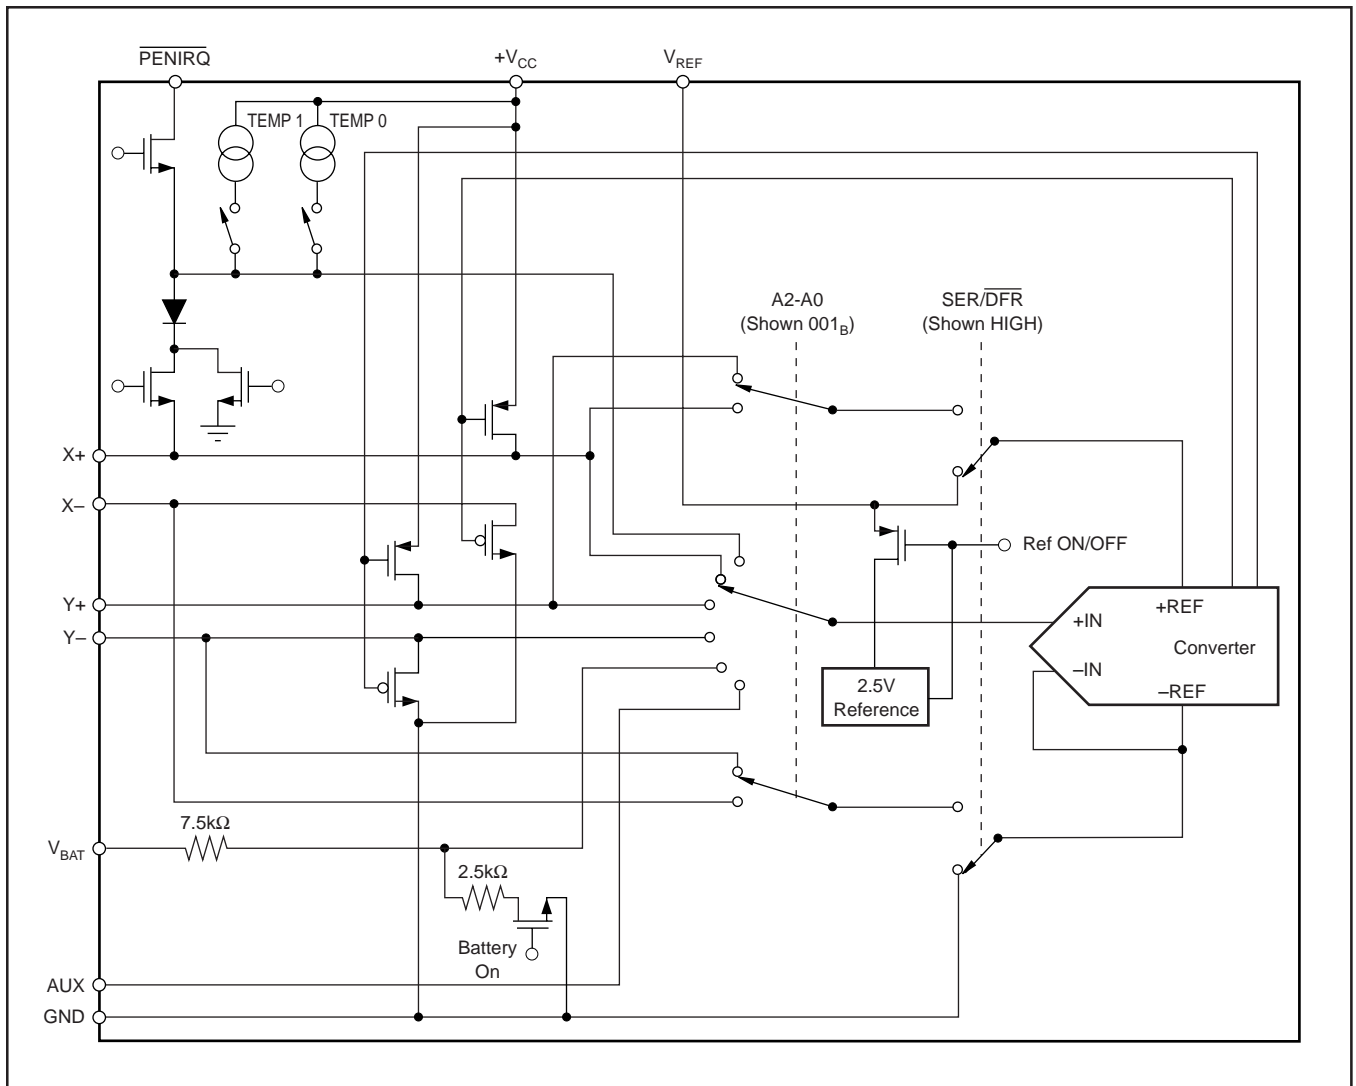 PENIRQ
+VCC
VREF
TEMP 1
TEMP 0
A2-A0
(Shown 001B)
SER/DFR
(Shown HIGH)
X+
X–
Ref ON/OFF
Y+
Y–
+IN
+REF
Converter
–IN
–REF
2.5V
Reference
7.5kΩ
VBAT
2.5kΩ
Battery
On
AUX
GND